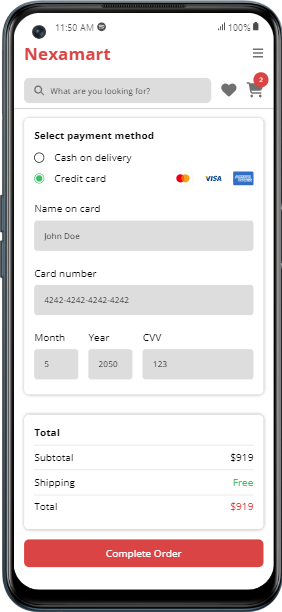 11:50 AM 100%
Nexamart
2
What are you looking for?
Select payment method
Cash on delivery
Credit card VISA
Name on card
John Doe
Card number
4242-4242-4242-4242
Month Year CVV
5 2050 123
Total
Subtotal $919
Shipping Free
Total $919
Complete Order